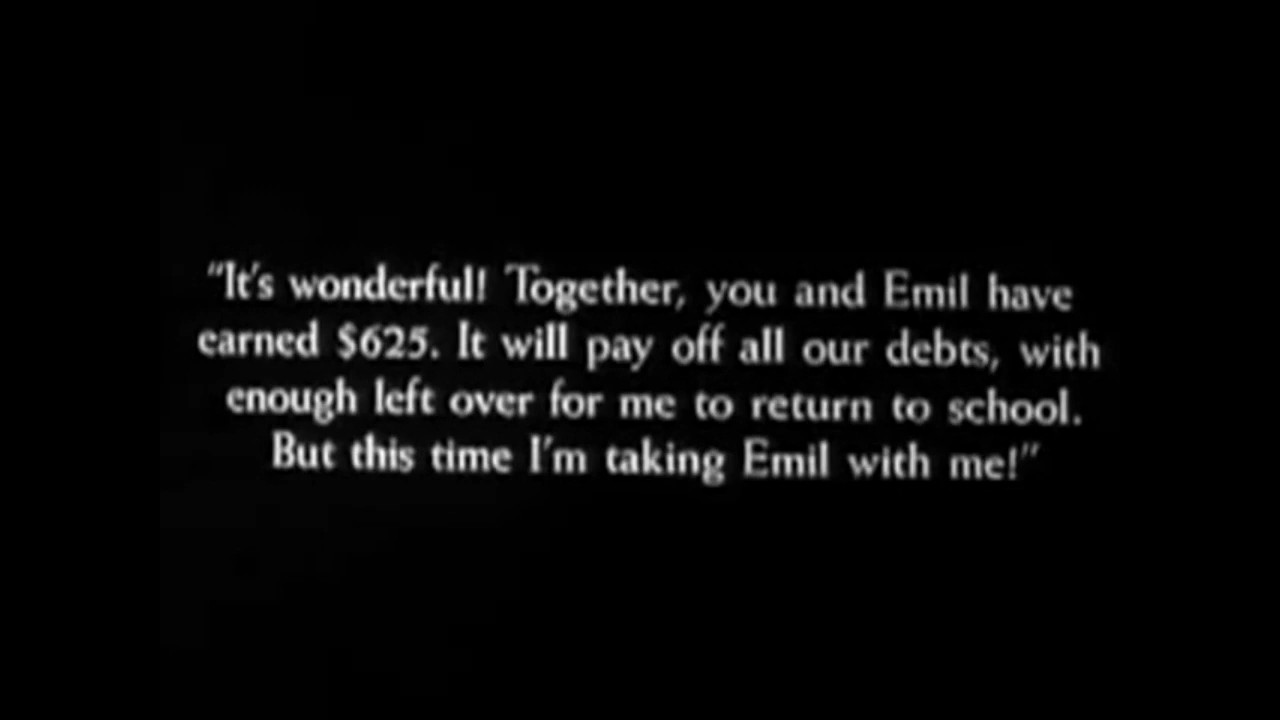 “It's wonderful! Together, you and Emil have
earned $625. It will pay off all our debts, with
enough left over for me to return to school.
But this time I'm taking Emil with me!”